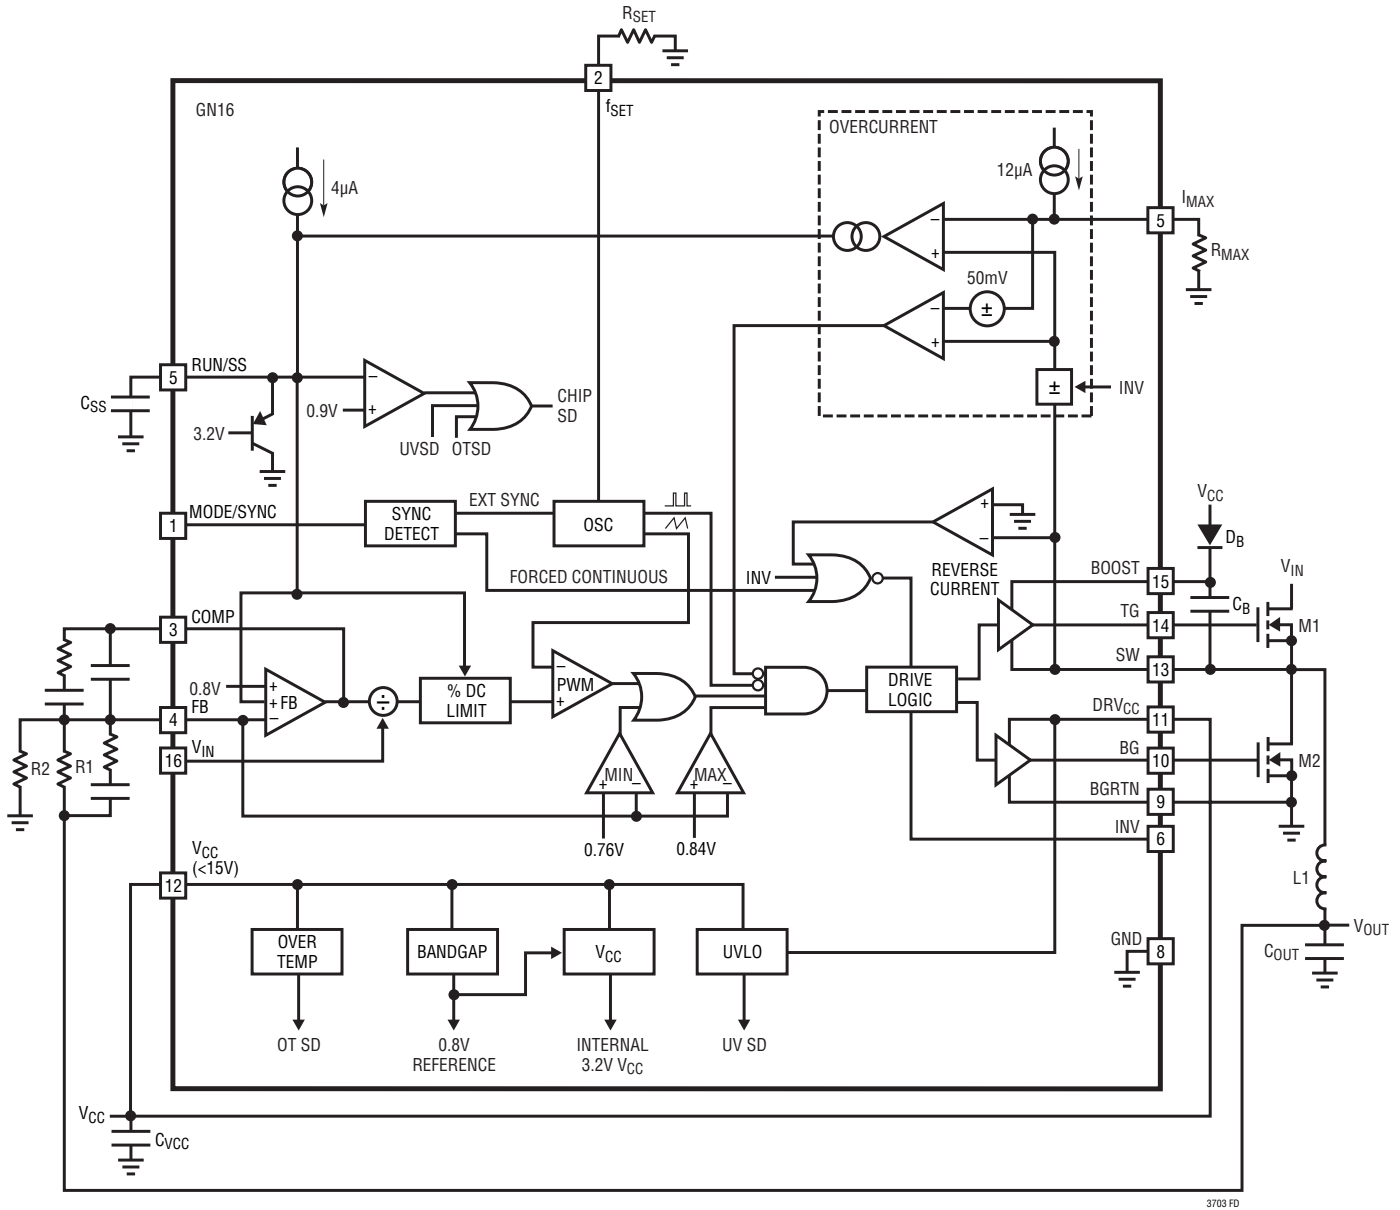 RSET
2
fSET
GN16
OVERCURRENT
12µA
4µA
IMAX
5
RMAX
–
+
50mV
±
–
+
±
INV
RUN/SS
5
CSS
3.2V
0.9V
–
+
UVSD
OTSD
CHIP
SD
MODE/SYNC
1
SYNC
DETECT
EXT SYNC
OSC
FORCED CONTINUOUS
INV
+
–
REVERSE
CURRENT
VCC
DB
BOOST
15
CB
VIN
TG
14
M1
SW
13
COMP
3
0.8V
FB
4
+
+
–
FB
÷
% DC
LIMIT
–
+
PWM
DRIVE
LOGIC
DRVCC
11
BG
10
M2
BGRTN
9
INV
6
VIN
16
R2
R1
MIN
+
–
MAX
+
–
0.76V
0.84V
VCC
(<15V)
12
OVER
TEMP
BANDGAP
VCC
UVLO
L1
GND
8
VOUT
COUT
OT SD
0.8V
REFERENCE
INTERNAL
3.2V VCC
UV SD
VCC
CVCC
3703 FD